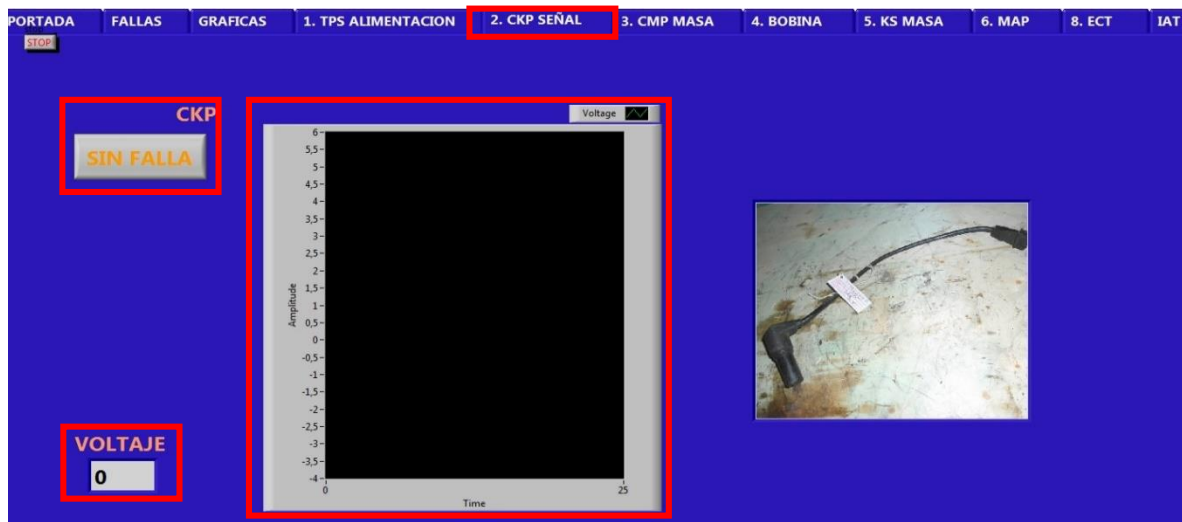 PORTADA FALLAS GRAFICAS 1. TPS ALIMENTACION 2. CKP SEÑAL 3. CMP MASA 4. BOBINA 5. KS MASA 6. MAP 8. ECT IAT
STOP
CKP
SIN FALLA
Voltage
6
5,5
5
4,5
4
3,5
3
2,5
2
1,5
1
0,5
0
-0,5
-1
-1,5
-2
-2,5
-3
-3,5
-4
Amplitude
0 25
Time
VOLTAJE
0